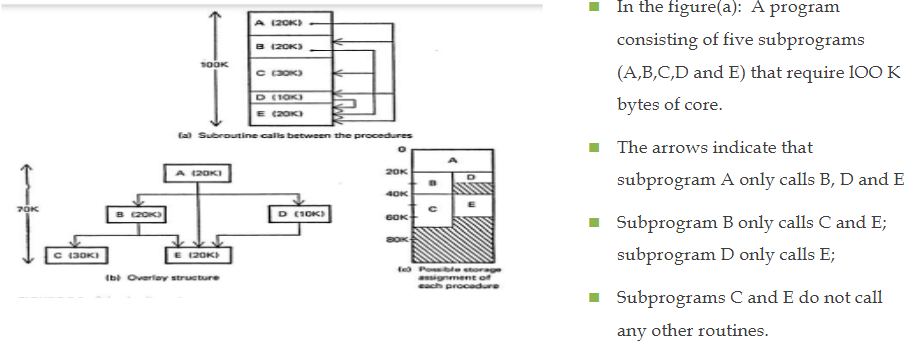 A (20K)
B (20K)
100K
C (30K)
D (10K)
E (20K)
(a) Subroutine calls between the procedures
A (20K)
70K
B (20K)
D (10K)
C (30K)
E (20K)
(b) Overlay structure
0
A
20K
B
D
40K
C
E
60K
80K
(c) Possible storage
assignment of
each procedure
In the figure(a): A program
consisting of five subprograms
(A,B,C,D and E) that require 1OO K
bytes of core.
The arrows indicate that
subprogram A only calls B, D and E
Subprogram B only calls C and E;
subprogram D only calls E;
Subprograms C and E do not call
any other routines.